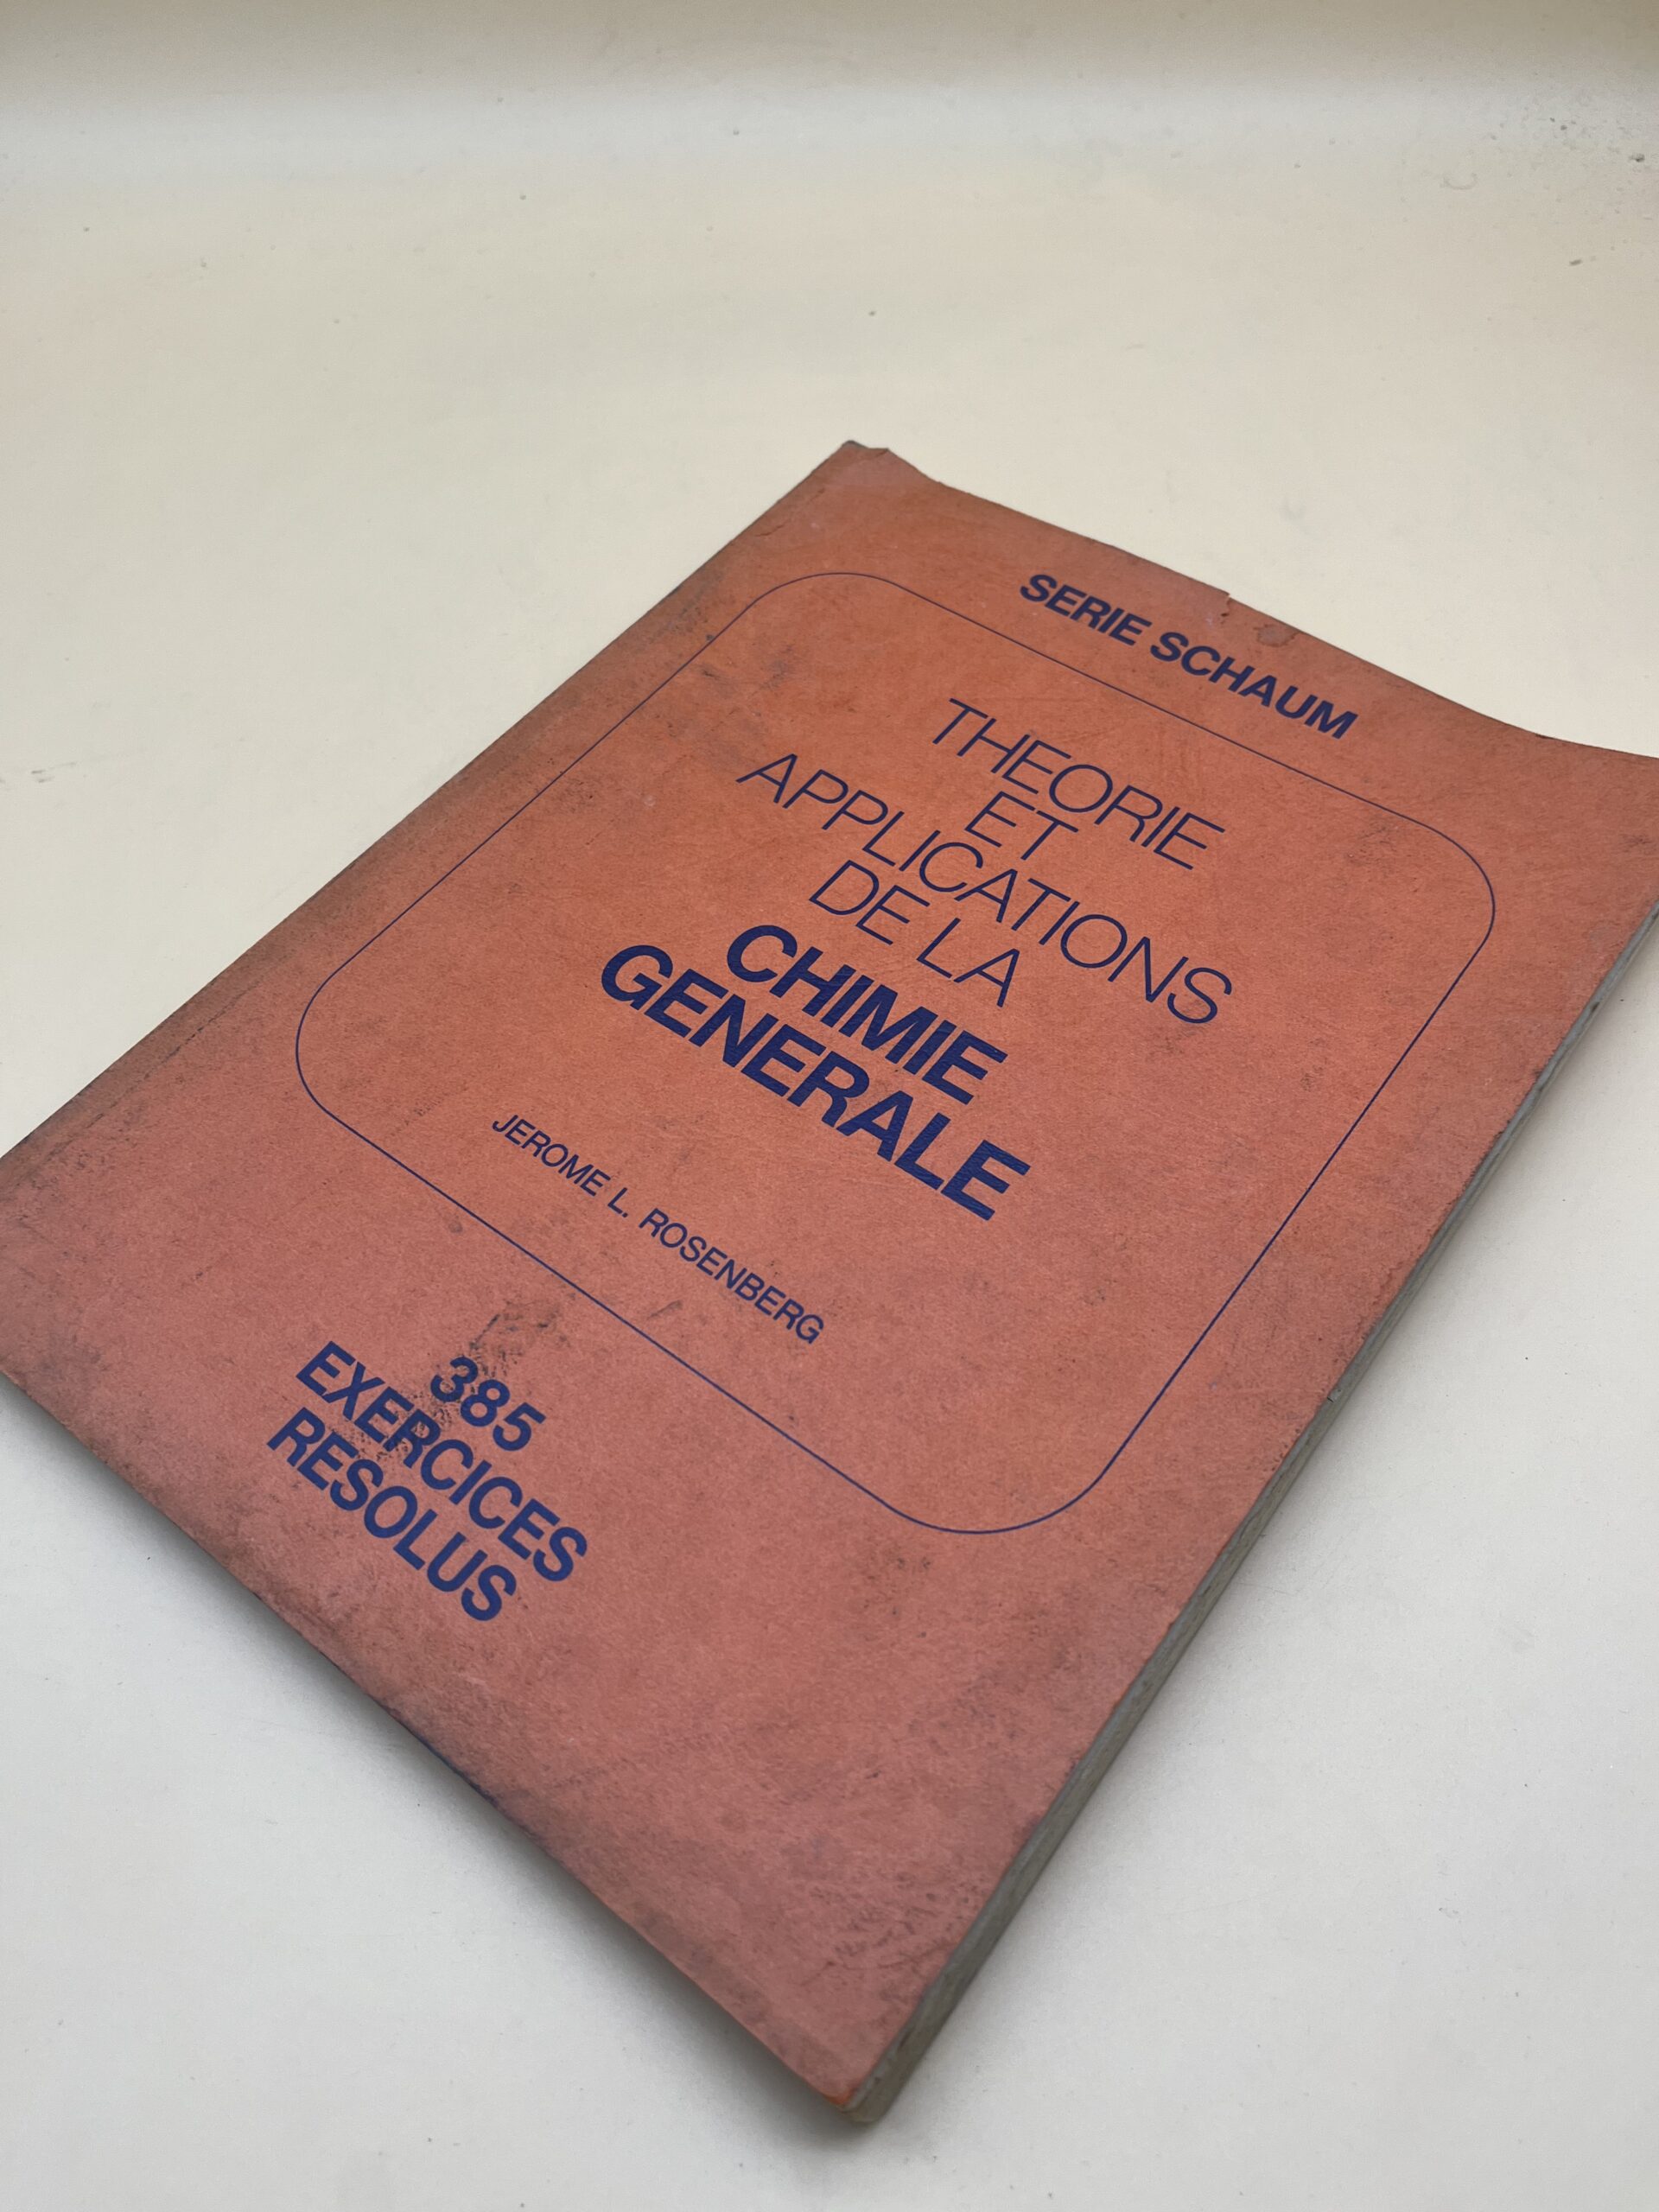 SERIE SCHAUM
THEORIE
ET
APPLICATIONS
DE LA
CHIMIE
GENERALE
JEROME L. ROSENBERG
385
EXERCICES
RESOLUS